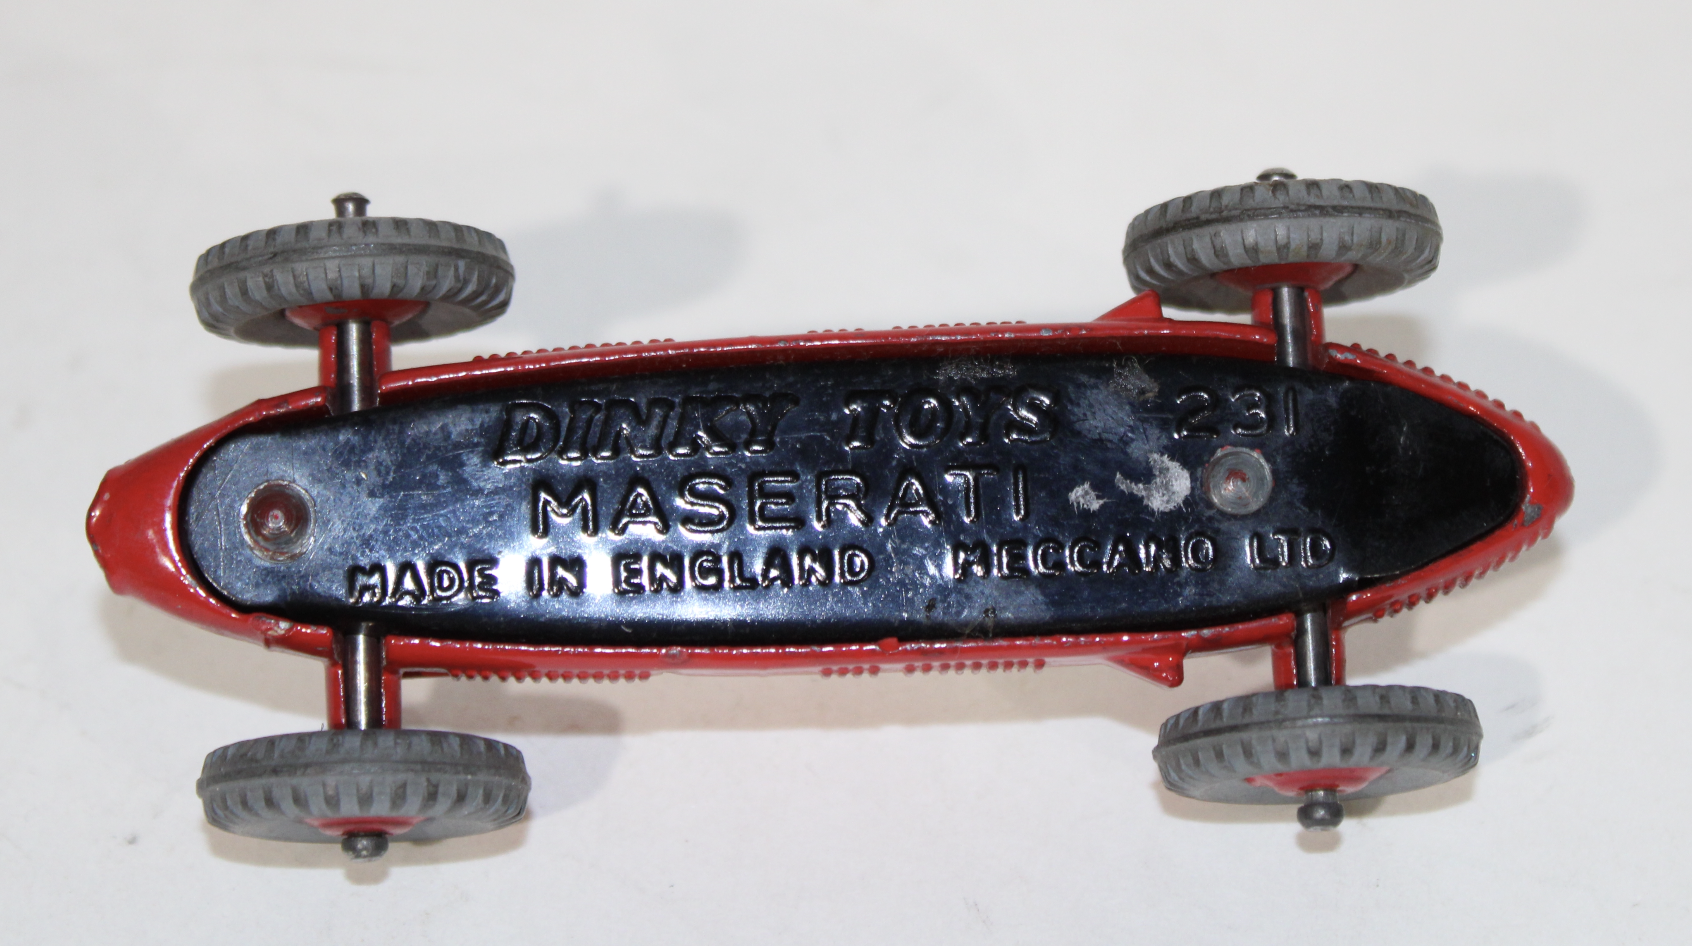 DINKY TOYS 231
MASERATI
MADE IN ENGLAND MECCANO LTD